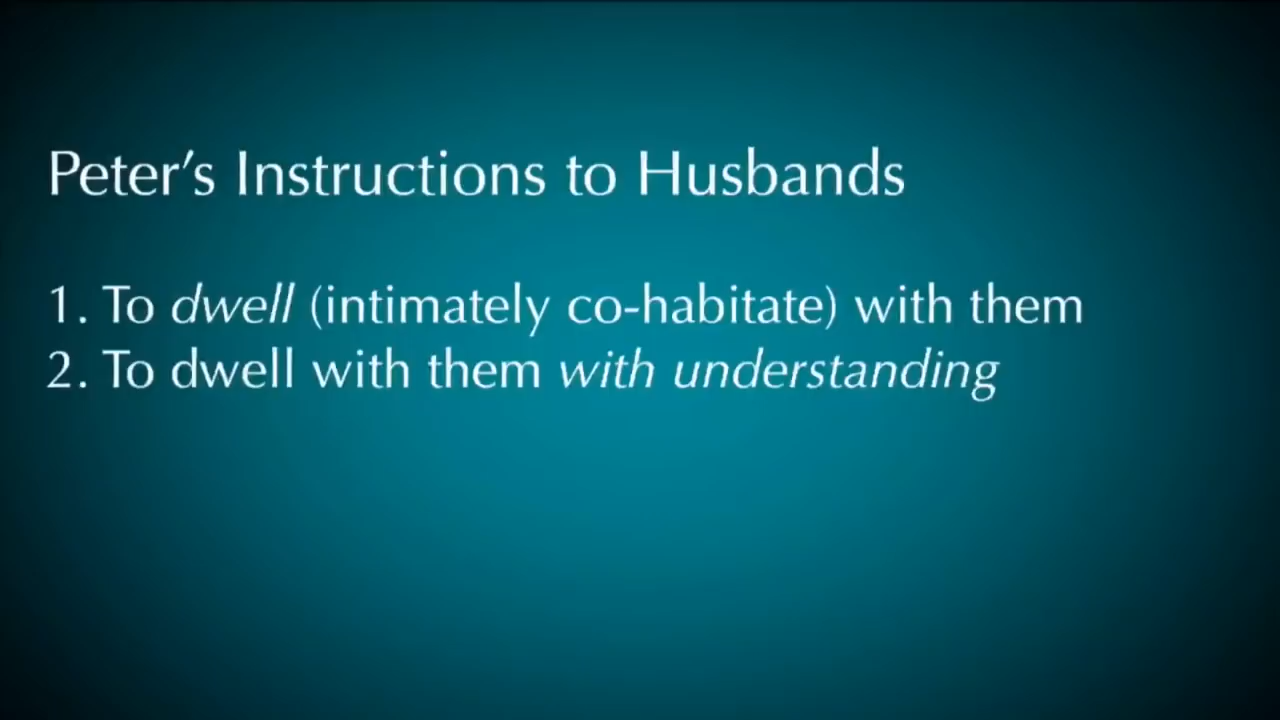 Peter’s Instructions to Husbands
1. To dwell (intimately co-habitate) with them
2. To dwell with them with understanding